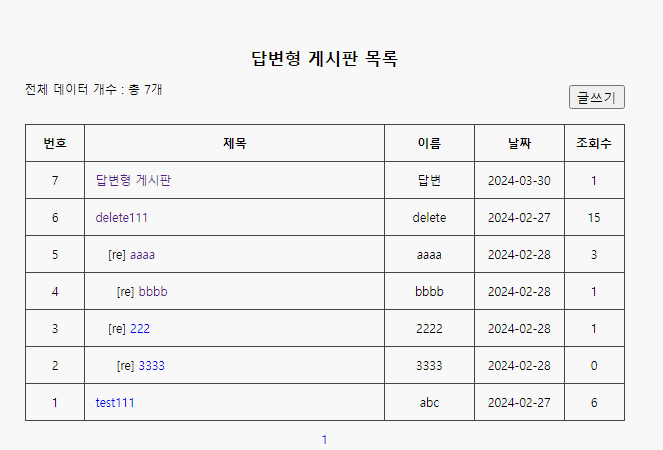 답변형 게시판 목록
전체 데이터 개수 : 총 7개
글쓰기
번호 제목 이름 날짜 조회수
7 답변형 게시판 답변 2024-03-30 1
6 delete111 delete 2024-02-27 15
5 [re] aaaa aaaa 2024-02-28 3
4 [re] bbbb bbbb 2024-02-28 1
3 [re] 222 2222 2024-02-28 1
2 [re] 3333 3333 2024-02-28 0
1 test111 abc 2024-02-27 6
1